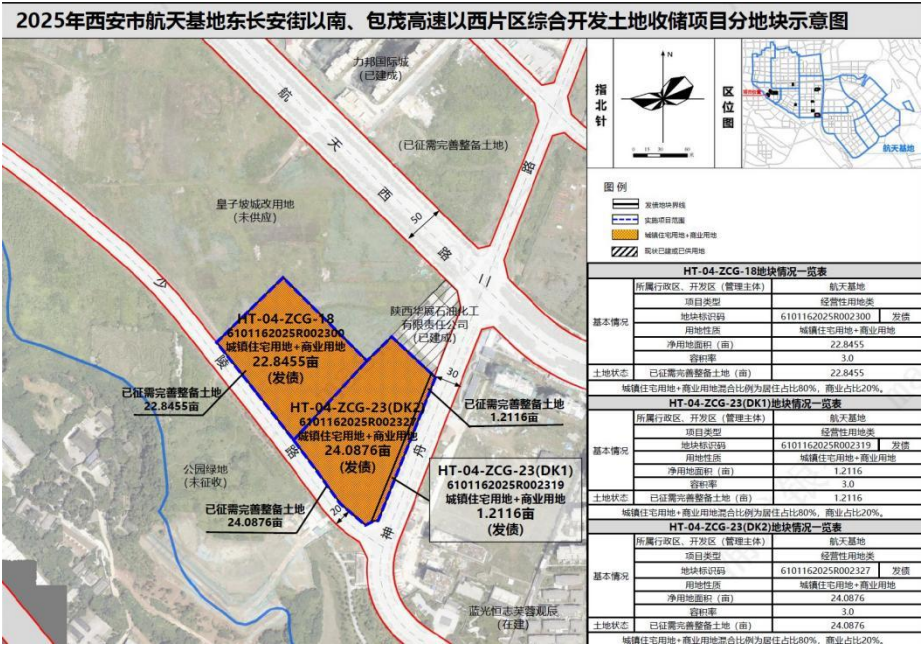 2025年西安市航天基地东长安街以南、包茂高速以西片区综合开发土地收储项目分地块示意图
力邦国际城
(已建成)
航
天
西
路
50
(已征需完善整备土地)
路
二
皇子坡城改用地
(未供应)
少
陵
路
20
陕西华展石油化工
有限责任公司
(已建成)
30
HT-04-ZCG-18
6101162025R002300
城镇住宅用地+商业用地
22.8455亩
(发债)
已征需完善整备土地
22.8455亩
HT-04-ZCG-23(DK2)
6101162025R002327
城镇住宅用地+商业用地
24.0876亩
(发债)
已征需完善整备土地
1.2116亩
HT-04-ZCG-23(DK1)
6101162025R002319
城镇住宅用地+商业用地
1.2116亩
(发债)
公园绿地
(未征收)
已征需完善整备土地
24.0876亩
舟
神
蓝光恒志芙蓉观辰
(在建)
指北针
N
0 15 30 60
区位图
航天基地
图 例
发债地块界线
实施项目范围
城镇住宅用地+商业用地
现状已建或已供用地
HT-04-ZCG-18地块情况一览表
基本情况 所属行政区、开发区（管理主体） 航天基地
项目类型 经营性用地类
地块标识码 6101162025R002300 发债
用地性质 城镇住宅用地+商业用地
净用地面积（亩） 22.8455
容积率 3.0
土地状态 已征需完善整备土地（亩） 22.8455
城镇住宅用地+商业用地混合比例为居住占比80%，商业占比20%。
HT-04-ZCG-23(DK1)地块情况一览表
基本情况 所属行政区、开发区（管理主体） 航天基地
项目类型 经营性用地类
地块标识码 6101162025R002319 发债
用地性质 城镇住宅用地+商业用地
净用地面积（亩） 1.2116
容积率 3.0
土地状态 已征需完善整备土地（亩） 1.2116
城镇住宅用地+商业用地混合比例为居住占比80%，商业占比20%。
HT-04-ZCG-23(DK2)地块情况一览表
基本情况 所属行政区、开发区（管理主体） 航天基地
项目类型 经营性用地类
地块标识码 6101162025R002327 发债
用地性质 城镇住宅用地+商业用地
净用地面积（亩） 24.0876
容积率 3.0
土地状态 已征需完善整备土地（亩） 24.0876
城镇住宅用地+商业用地混合比例为居住占比80%，商业占比20%。